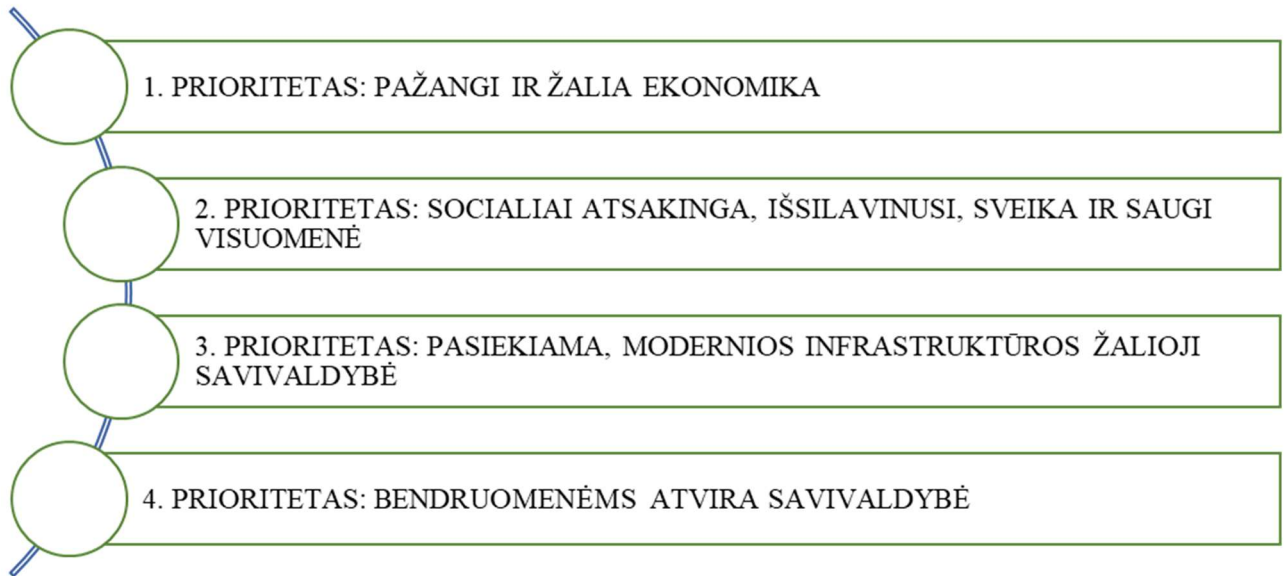 1. PRIORITETAS: PAŽANGI IR ŽALIA EKONOMIKA
2. PRIORITETAS: SOCIALIAI ATSAKINGA, IŠSILAVINUSI, SVEIKA IR SAUGI
VISUOMENĖ
3. PRIORITETAS: PASIEKIAMA, MODERNIOS INFRASTRUKTŪROS ŽALIOJI
SAVIVALDYBĖ
4. PRIORITETAS: BENDRUOMENĖMS ATVIRA SAVIVALDYBĖ